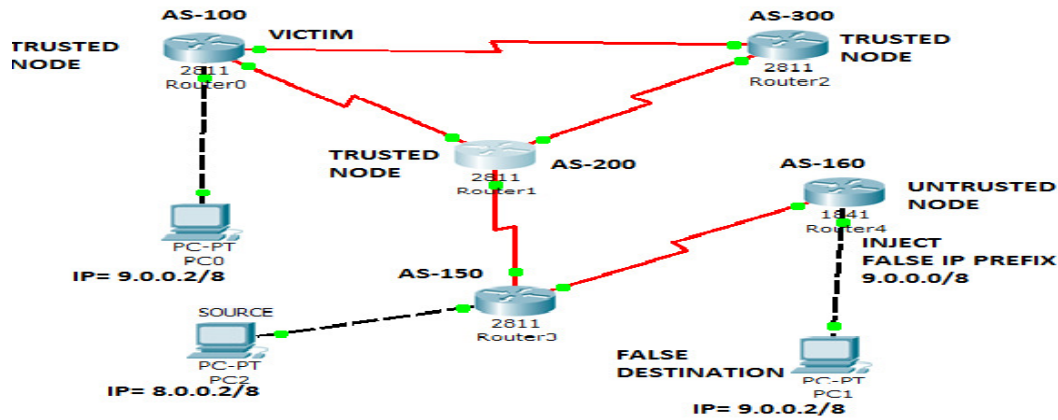 AS-100
VICTIM
TRUSTED
NODE
2811
Router0
AS-300
TRUSTED
NODE
2811
Router2
TRUSTED
NODE
AS-200
2811
Router1
AS-160
UNTRUSTED
NODE
1841
Router4
INJECT
FALSE IP PREFIX
9.0.0.0/8
PC-PT
PC0
IP= 9.0.0.2/8
AS-150
2811
Router3
SOURCE
PC-PT
PC2
IP= 8.0.0.2/8
FALSE
DESTINATION
PC-PT
PC1
IP= 9.0.0.2/8